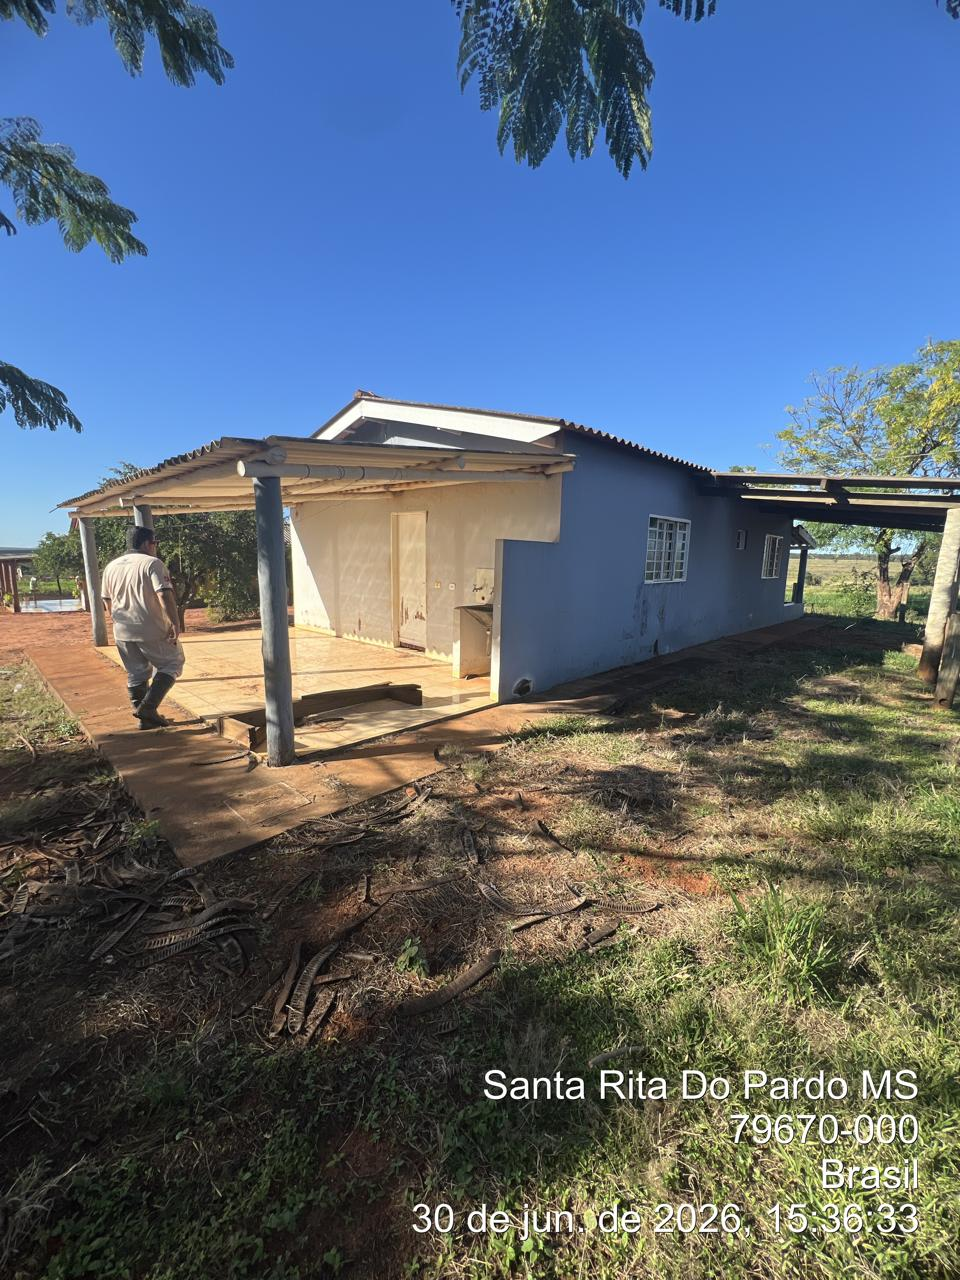 Santa Rita Do Pardo MS
79670-000
Brasil
30 de jun. de 2026, 15:36:33